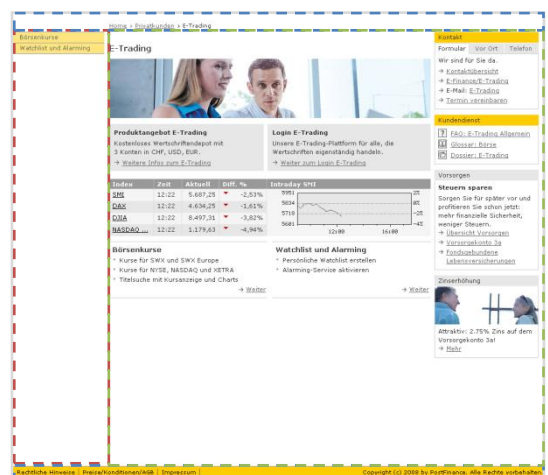 Home > Privatkunden > E-Trading
Börsenkurse
Watchlist und Alarming
E-Trading
Produktangebot E-Trading
Kostenloses Wertschriftendepot mit
3 Konten in CHF, USD, EUR.
→ Weitere Infos zum E-Trading
Login E-Trading
Unsere E-Trading-Plattform für alle, die
Wertschriften eigenständig handeln.
→ Weiter zum Login E-Trading
Index Zeit Aktuell Diff. %
SMI 12:22 5.687,25 -2,53%
DAX 12:22 4.634,25 -1,61%
DJIA 12:22 8.497,31 -3,82%
NASDAQ ... 12:22 1.179,63 -4,94%
Intraday SMI
5951 2%
5834 0%
5718 -2%
5601 -4%
12:00 16:00
Börsenkurse
Kurse für SWX und SWX Europe
Kurse für NYSE, NASDAQ und XETRA
Titelsuche mit Kursanzeige und Charts
→ Weiter
Watchlist und Alarming
Persönliche Watchlist erstellen
Alarming-Service aktivieren
→ Weiter
Kontakt
Formular Vor Ort Telefon
Wir sind für Sie da.
→ Kontaktübersicht
→ E-Finance/E-Trading
→ E-Mail: E-Trading
→ Termin vereinbaren
Kundendienst
FAQ: E-Trading Allgemein
Glossar: Börse
Dossier: E-Trading
Vorsorgen
Steuern sparen
Sorgen Sie für später vor und
profitieren Sie schon jetzt:
mehr finanzielle Sicherheit,
weniger Steuern.
→ Übersicht Vorsorgen
→ Vorsorgekonto 3a
→ Fondsgebundene
Lebensversicherungen
Zinserhöhung
Attraktiv: 2.75% Zins auf dem
Vorsorgekonto 3a!
→ Mehr
Rechtliche Hinweise | Preise/Konditionen/AGB | Impressum | Copyright (c) 2008 by PostFinance. Alle Rechte vorbehalten